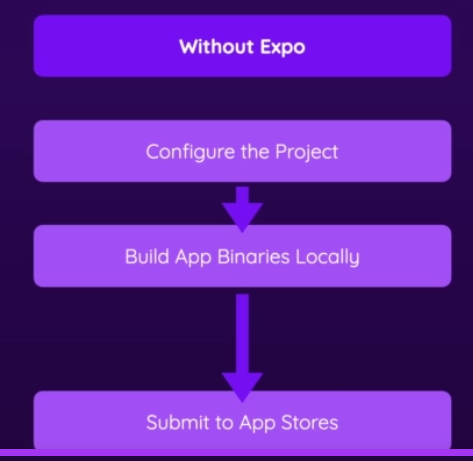 Without Expo
Configure the Project
Build App Binaries Locally
Submit to App Stores